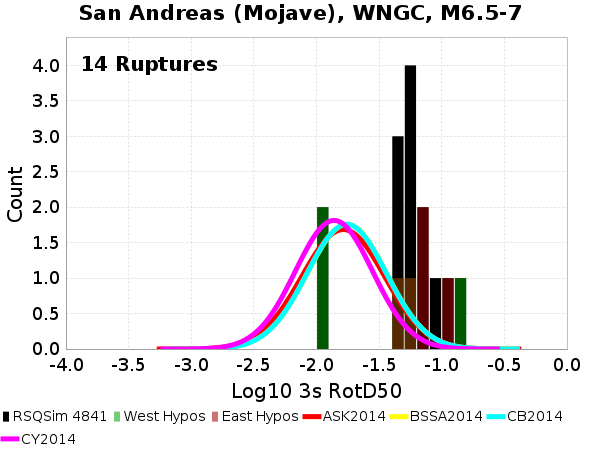 San Andreas (Mojave), WNGC, M6.5-7
14 Ruptures
4.0
3.5
3.0
2.5
2.0
1.5
1.0
0.5
0.0
Count
-4.0 -3.5 -3.0 -2.5 -2.0 -1.5 -1.0 -0.5 0.0
Log10 3s RotD50
RSQSim 4841 West Hypos East Hypos ASK2014 BSSA2014 CB2014
CY2014